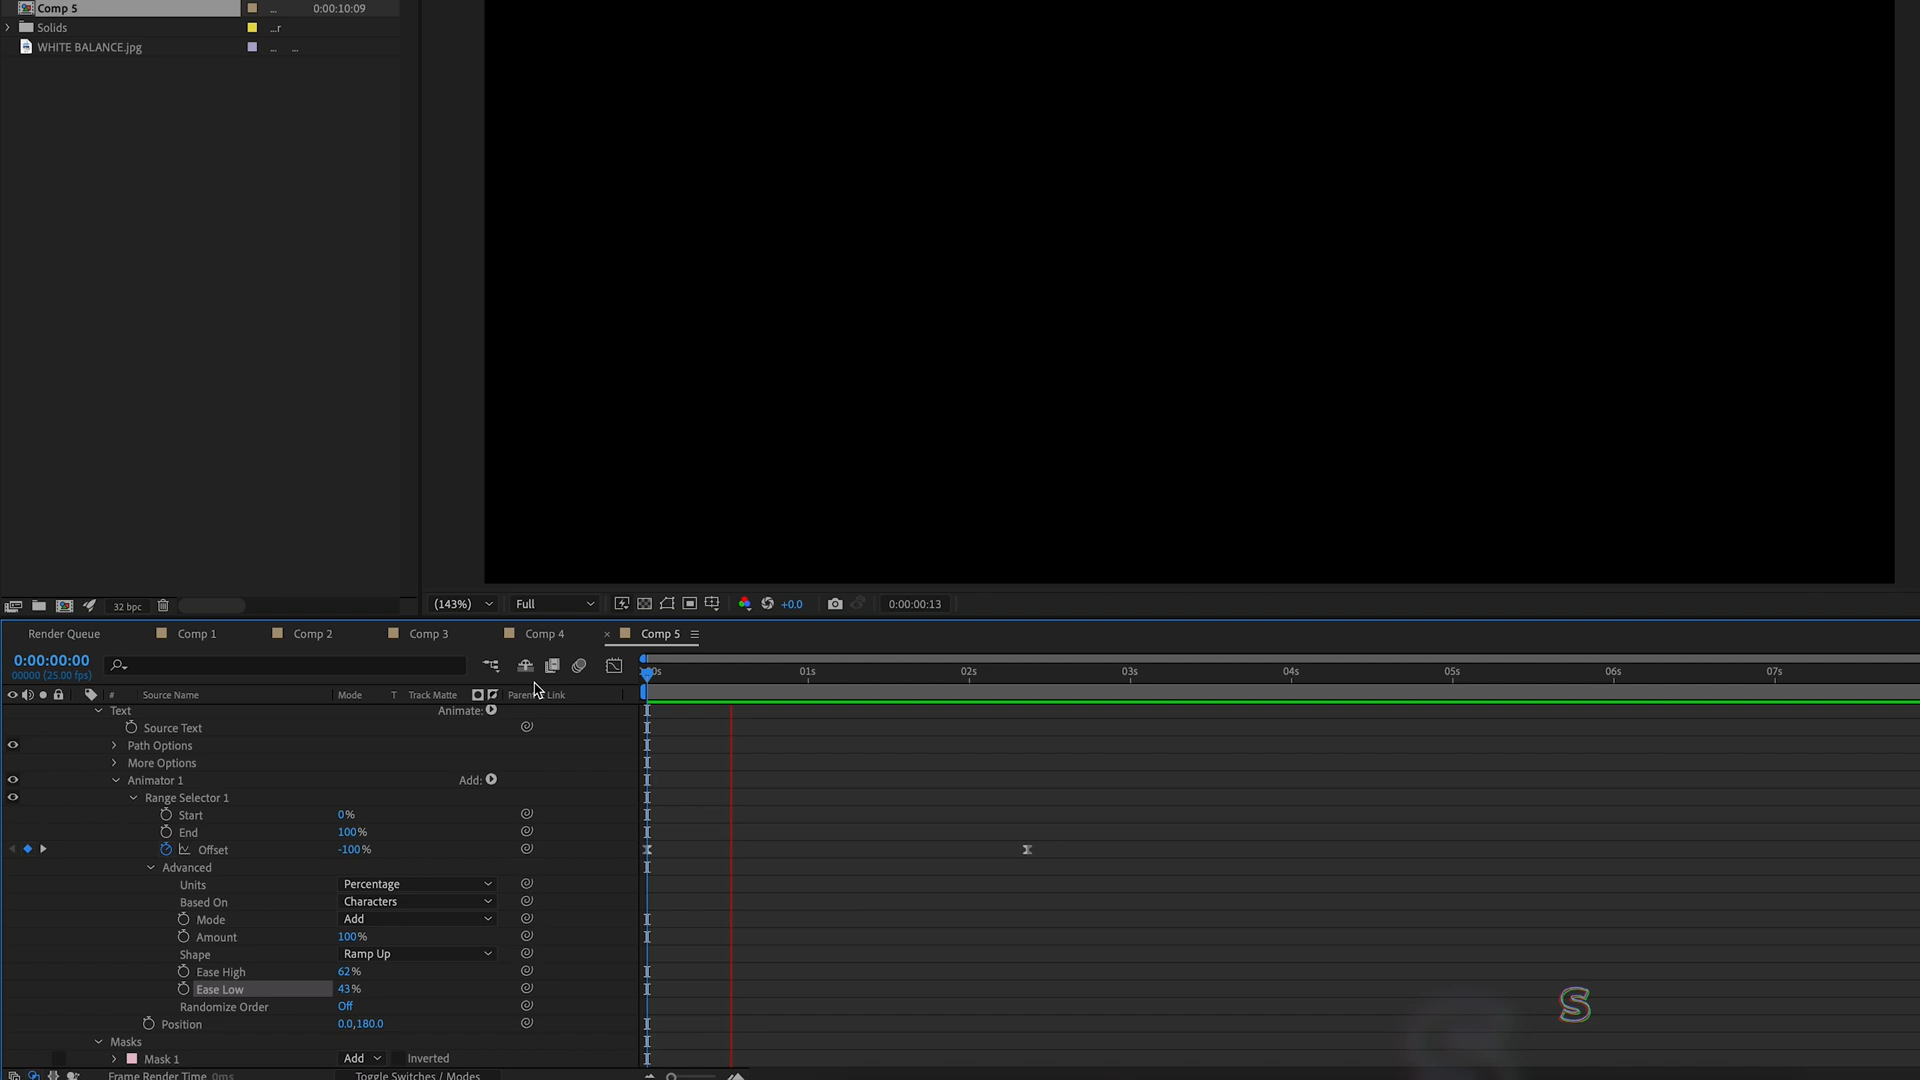 Comp 5 ... 0:00:10:09
Solids ...r
WHITE BALANCE.jpg ... ...
32 bpc
(143%) Full +0.0 0:00:00:13
Render Queue Comp 1 Comp 2 Comp 3 Comp 4 × Comp 5
0:00:00:00
00000 (25.00 fps)
01s 02s 03s 04s 05s 06s 07s
# Source Name Mode T Track Matte Link
Text Animate:
Source Text
Path Options
More Options
Animator 1 Add:
Range Selector 1
Start 0%
End 100%
Offset -100%
Advanced
Units Percentage
Based On Characters
Mode Add
Amount 100%
Shape Ramp Up
Ease High 62%
Ease Low 43%
Randomize Order Off
Position 0.0,180.0
Masks
Mask 1 Add Inverted
Frame Render Time 0ms Toggle Switches / Modes
S